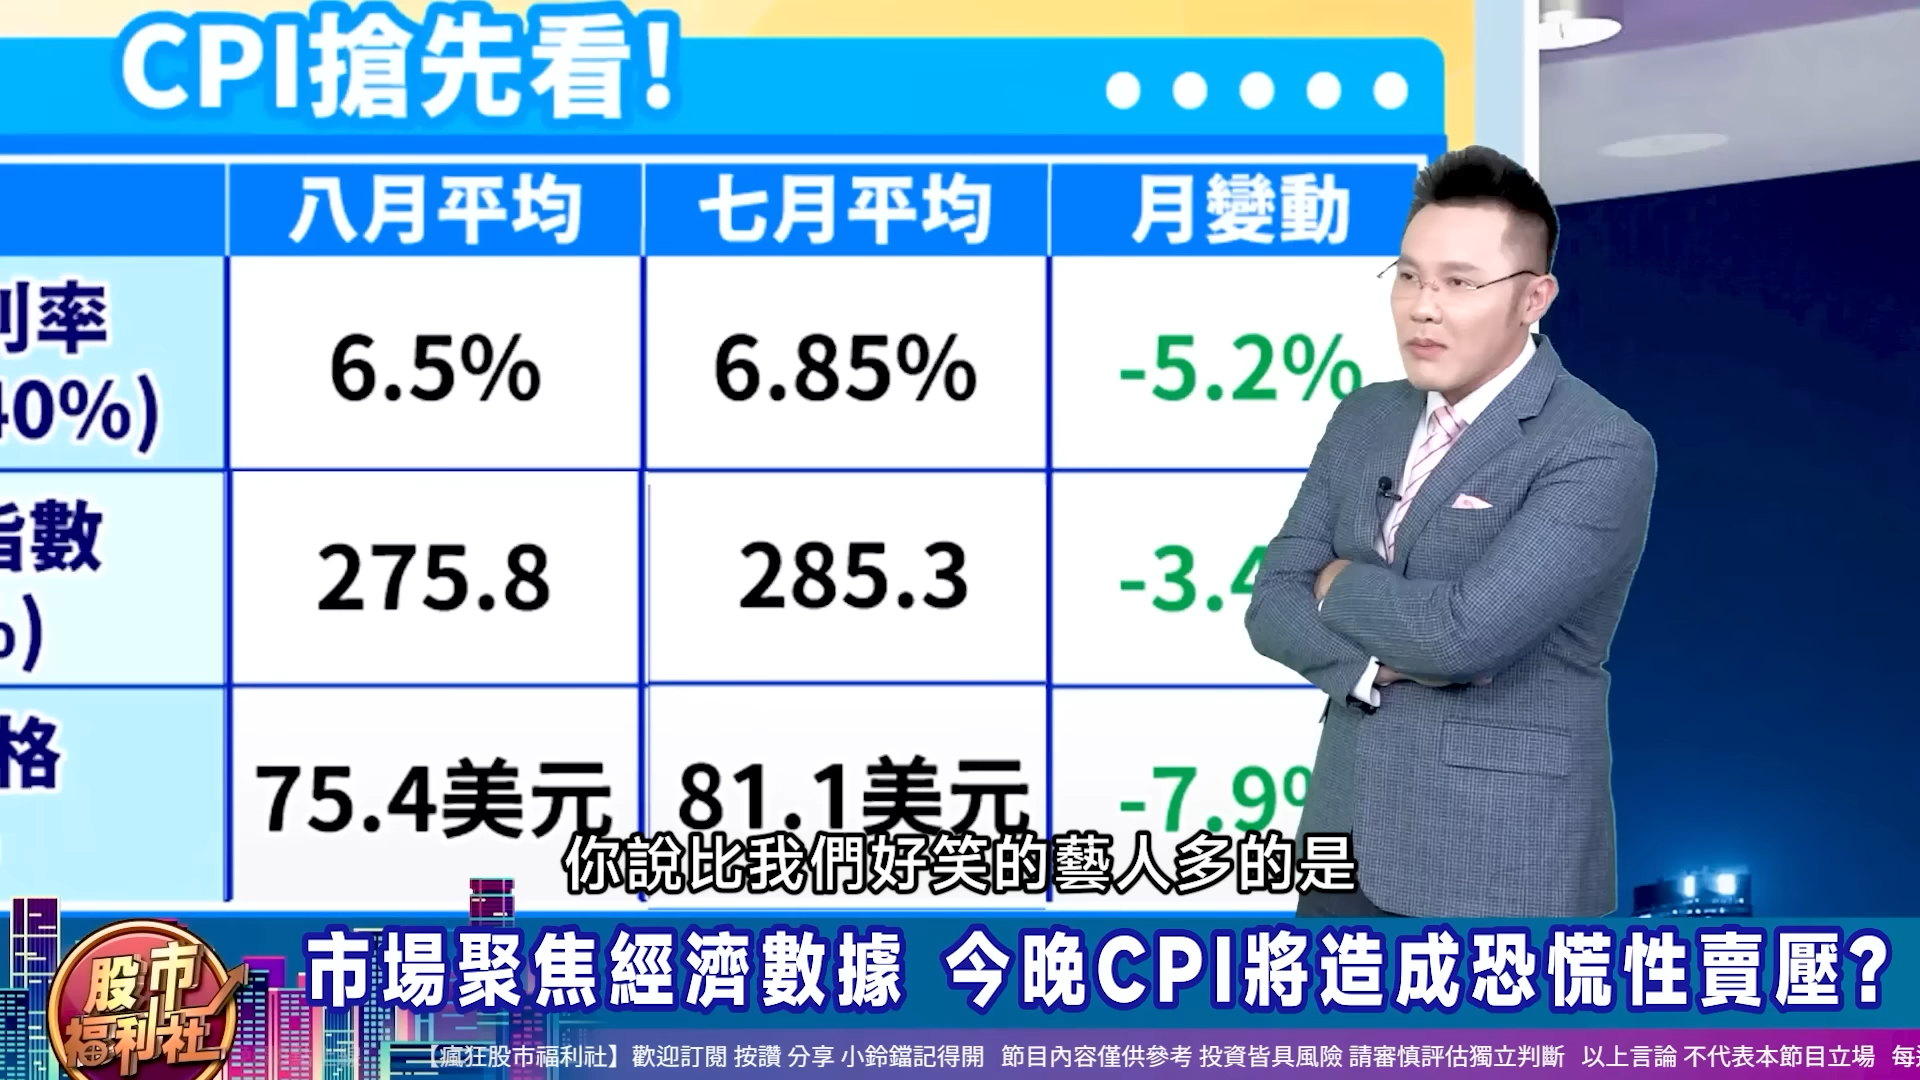 CPI搶先看!
八月平均 七月平均 月變動
利率
40%) 6.5% 6.85% -5.2%
指數 275.8 285.3 -3.4
%)
格 75.4美元 81.1美元 -7.9%
你說比我們好笑的藝人多的是
股市
福利社
市場聚焦經濟數據 今晚CPI將造成恐慌性賣壓?
【瘋狂股市福利社】歡迎訂閱 按讚 分享 小鈴鐺記得開 節目內容僅供參考 投資皆具風險 請審慎評估獨立判斷 以上言論 不代表本節目立場 每